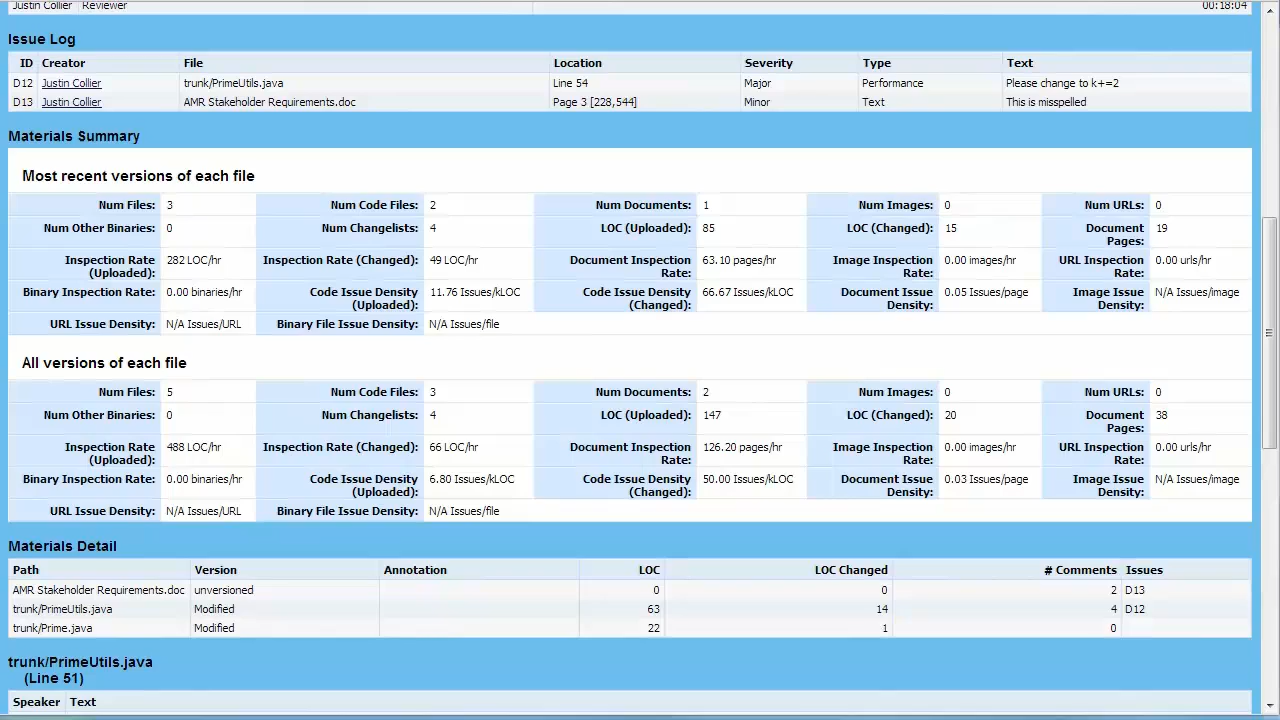 Justin Collier Reviewer 00:18:04
Issue Log
ID Creator File Location Severity Type Text
D12 Justin Collier trunk/PrimeUtils.java Line 54 Major Performance Please change to k+=2
D13 Justin Collier AMR Stakeholder Requirements.doc Page 3 [228,544] Minor Text This is misspelled
Materials Summary
Most recent versions of each file
Num Files: 3 Num Code Files: 2 Num Documents: 1 Num Images: 0 Num URLs: 0
Num Other Binaries: 0 Num Changelists: 4 LOC (Uploaded): 85 LOC (Changed): 15 Document 19
Pages:
Inspection Rate 282 LOC/hr Inspection Rate (Changed): 49 LOC/hr Document Inspection 63.10 pages/hr Image Inspection 0.00 images/hr URL Inspection 0.00 urls/hr
(Uploaded): Rate: Rate: Rate:
Binary Inspection Rate: 0.00 binaries/hr Code Issue Density 11.76 Issues/kLOC Code Issue Density 66.67 Issues/kLOC Document Issue 0.05 Issues/page Image Issue N/A Issues/image
(Uploaded): (Changed): Density: Density:
URL Issue Density: N/A Issues/URL Binary File Issue Density: N/A Issues/file
All versions of each file
Num Files: 5 Num Code Files: 3 Num Documents: 2 Num Images: 0 Num URLs: 0
Num Other Binaries: 0 Num Changelists: 4 LOC (Uploaded): 147 LOC (Changed): 20 Document 38
Pages:
Inspection Rate 488 LOC/hr Inspection Rate (Changed): 66 LOC/hr Document Inspection 126.20 pages/hr Image Inspection 0.00 images/hr URL Inspection 0.00 urls/hr
(Uploaded): Rate: Rate: Rate:
Binary Inspection Rate: 0.00 binaries/hr Code Issue Density 6.80 Issues/kLOC Code Issue Density 50.00 Issues/kLOC Document Issue 0.03 Issues/page Image Issue N/A Issues/image
(Uploaded): (Changed): Density: Density:
URL Issue Density: N/A Issues/URL Binary File Issue Density: N/A Issues/file
Materials Detail
Path Version Annotation LOC LOC Changed # Comments Issues
AMR Stakeholder Requirements.doc unversioned 0 0 2 D13
trunk/PrimeUtils.java Modified 63 14 4 D12
trunk/Prime.java Modified 22 1 0
trunk/PrimeUtils.java
(Line 51)
Speaker Text